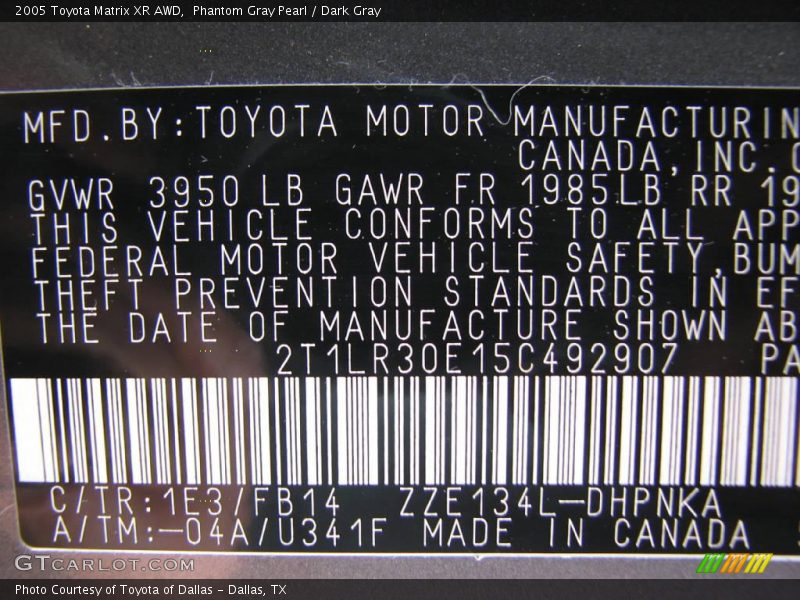 2005 Toyota Matrix XR AWD,  Phantom Gray Pearl / Dark Gray
MFD.BY:TOYOTA MOTOR MANUFACTURIN
CANADA,INC.
GVWR 3950 LB GAWR FR 1985LB RR 19
THIS VEHICLE CONFORMS TO ALL APP
FEDERAL MOTOR VEHICLE SAFETY,BUM
THEFT PREVENTION STANDARDS IN EF
THE DATE OF MANUFACTURE SHOWN AB
2T1LR30E15C492907 PA
C/TR:1E3/FB14 ZZE134L-DHPNKA
A/TM:-04A/U341F MADE IN CANADA
GTCARLOT.COM
Photo Courtesy of Toyota of Dallas - Dallas, TX